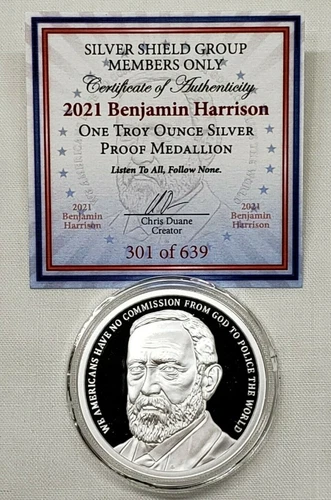 SILVER SHIELD GROUP
MEMBERS ONLY
Certificate of Authenticity
2021 Benjamin Harrison
ONE TROY OUNCE SILVER
PROOF MEDALLION
Listen To All, Follow None.
2021
Benjamin
Harrison
Chris Duane
Creator
2021
Benjamin
Harrison
301 of 639
WE AMERICANS HAVE NO COMMISSION FROM GOD TO POLICE THE WORLD